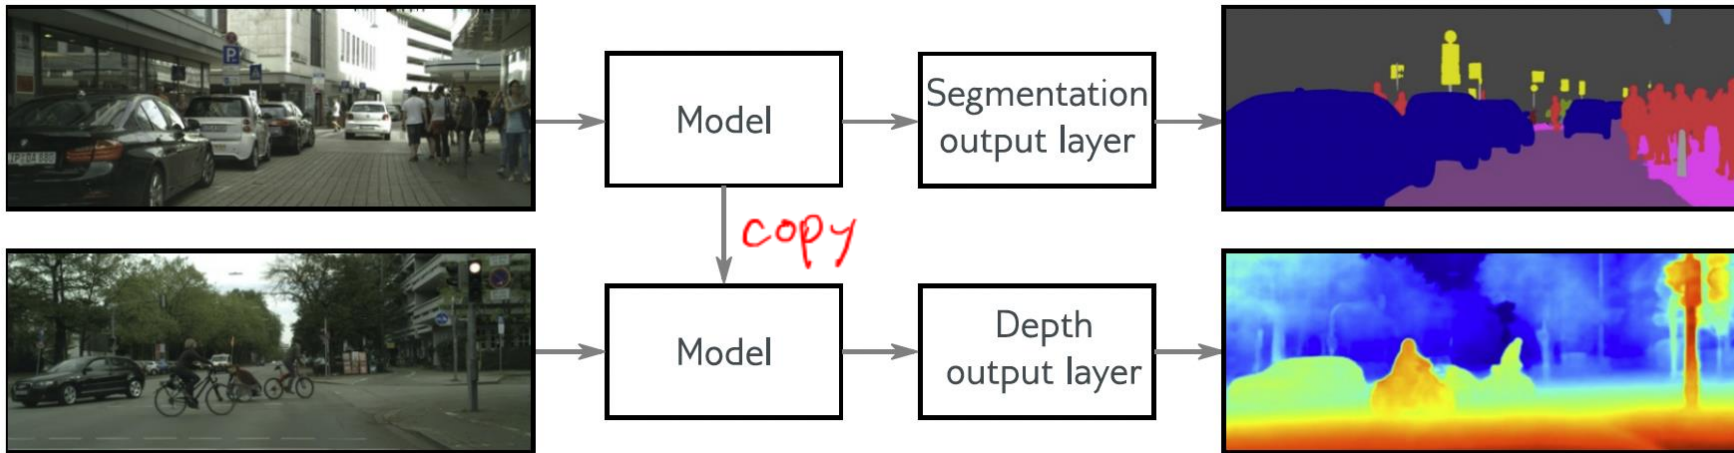 Model
Segmentation
output layer
copy
Model
Depth
output layer
P